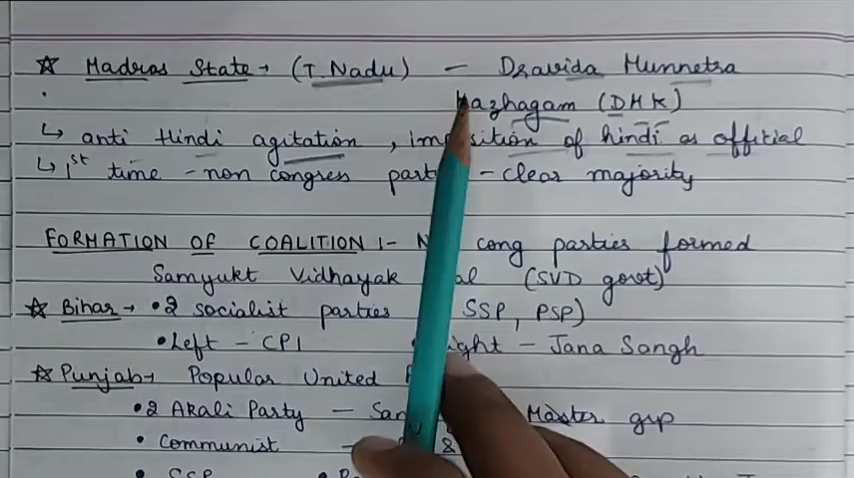 ☆ Madras State → (T. Nadu) — Dravida Munnetra
Kazhagam (DMK)
↳ anti Hindi agitation, imposition of hindi as official
↳ 1st time - non congress party - clear majority
FORMATION OF COALITION :- cong parties formed
Samyukt Vidhayak (SVD govt)
☆ Bihar → • 2 socialist parties SSP, PSP)
• Left - CPI • Right - Jana Sangh
☆ Punjab → Popular United
• 2 Akali Party — Master grp
• Communist — &
• SSP •